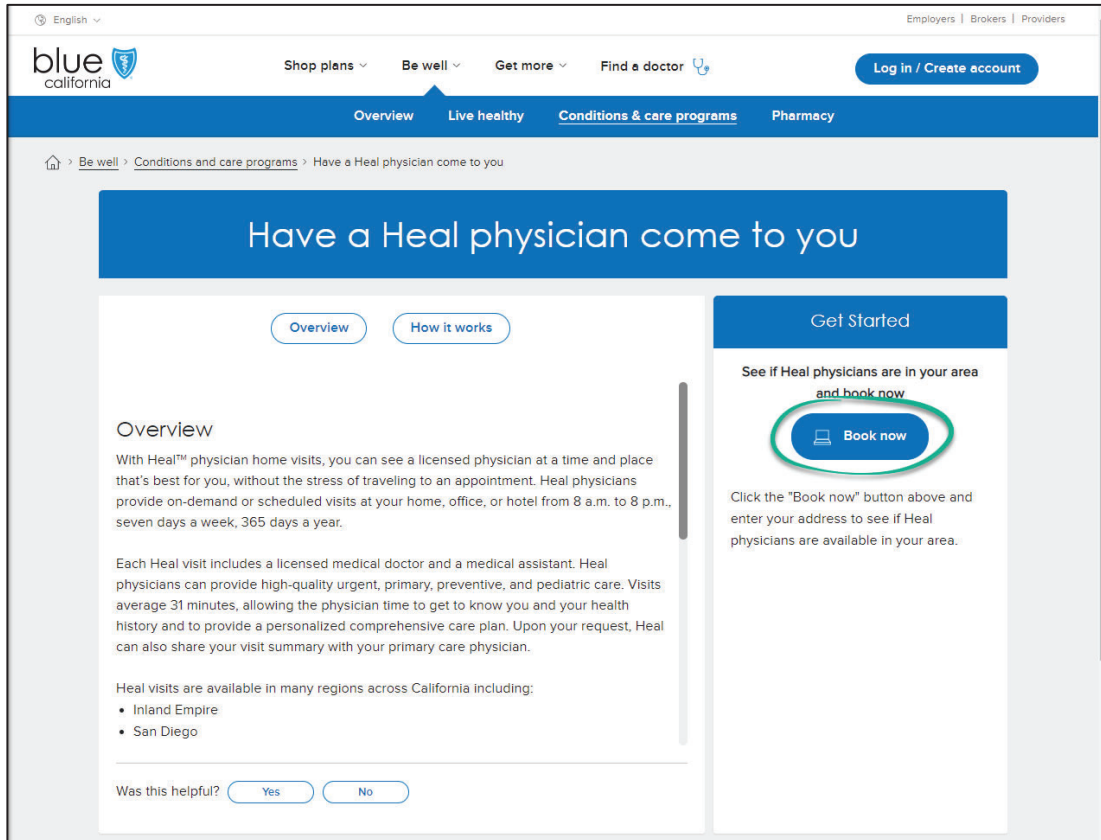 English
Employers | Brokers | Providers
blue
california
Shop plans Be well Get more Find a doctor
Log in / Create account
Overview Live healthy Conditions & care programs Pharmacy
> Be well > Conditions and care programs > Have a Heal physician come to you
Have a Heal physician come to you
Overview How it works
Overview
With Heal™ physician home visits, you can see a licensed physician at a time and place
that's best for you, without the stress of traveling to an appointment. Heal physicians
provide on-demand or scheduled visits at your home, office, or hotel from 8 a.m. to 8 p.m.,
seven days a week, 365 days a year.
Each Heal visit includes a licensed medical doctor and a medical assistant. Heal
physicians can provide high-quality urgent, primary, preventive, and pediatric care. Visits
average 31 minutes, allowing the physician time to get to know you and your health
history and to provide a personalized comprehensive care plan. Upon your request, Heal
can also share your visit summary with your primary care physician.
Heal visits are available in many regions across California including:
• Inland Empire
• San Diego
Was this helpful? Yes No
Get Started
See if Heal physicians are in your area
and book now
Book now
Click the "Book now" button above and
enter your address to see if Heal
physicians are available in your area.